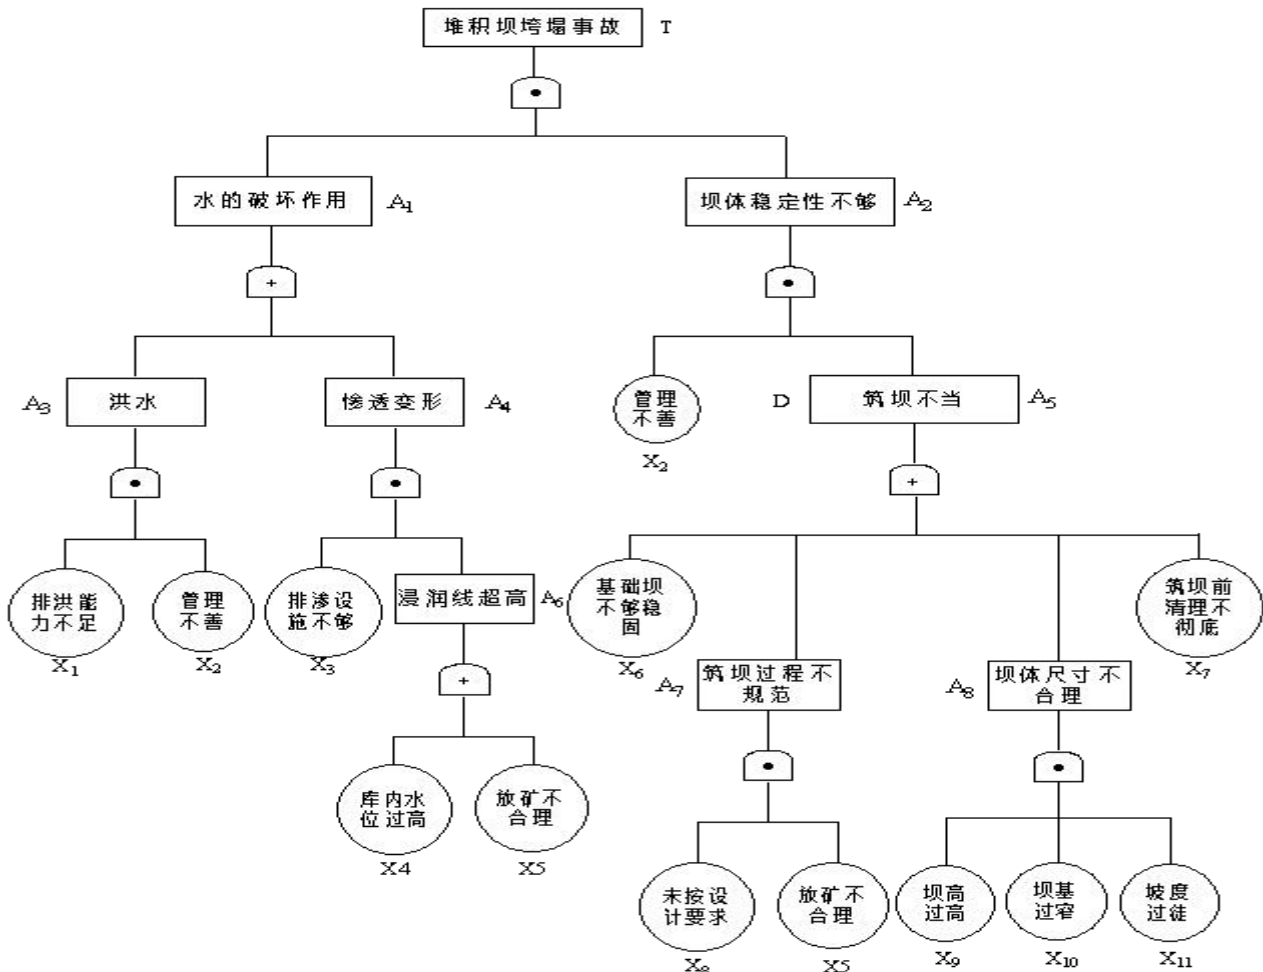 堆积坝垮塌事故 T
水的破坏作用 A1
坝体稳定性不够 A2
A3 洪水
惨透变形 A4
管理
不善
X2
D 筑坝不当 A5
排洪能
力不足
X1
管理
不善
X2
排渗设
施不够
X3
浸润线超高 A6
基础坝
不够稳
固
X6
筑坝前
清理不
彻底
X7
A7 筑坝过程不
规范
A8 坝体尺寸不
合理
库内水
位过高
X4
放矿不
合理
X5
未按设
计要求
X8
放矿不
合理
X5
坝高
过高
X9
坝基
过窄
X10
坡度
过徒
X11